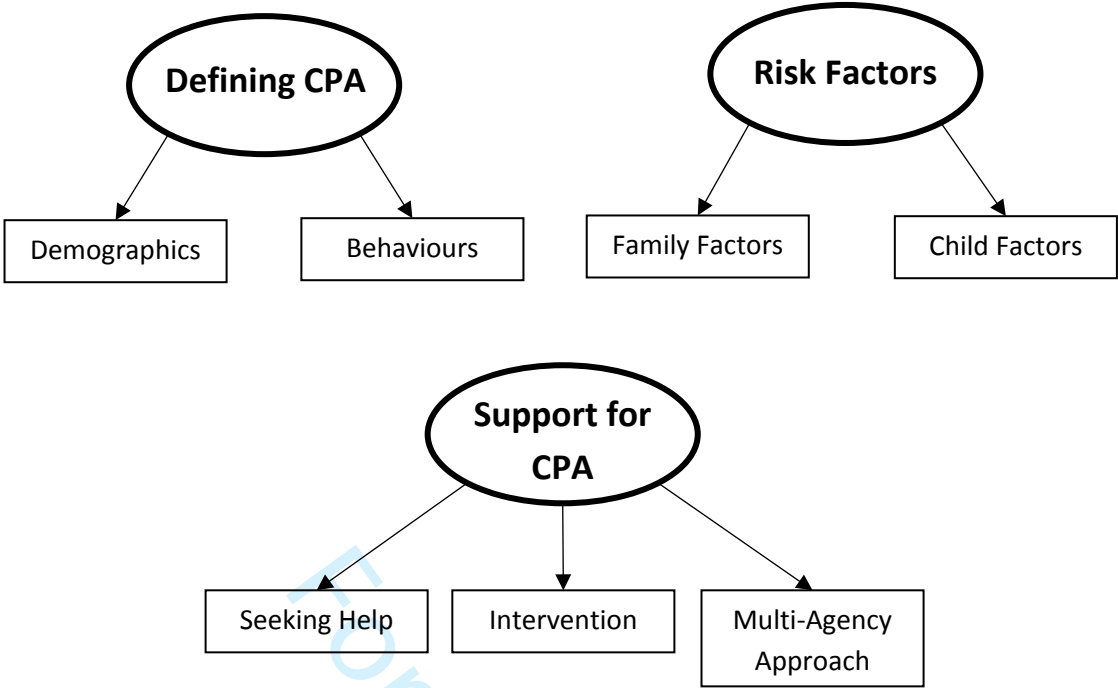 Defining CPA
Risk Factors
Demographics
Behaviours
Family Factors
Child Factors
Support for
CPA
Seeking Help
Intervention
Multi-Agency
Approach
For